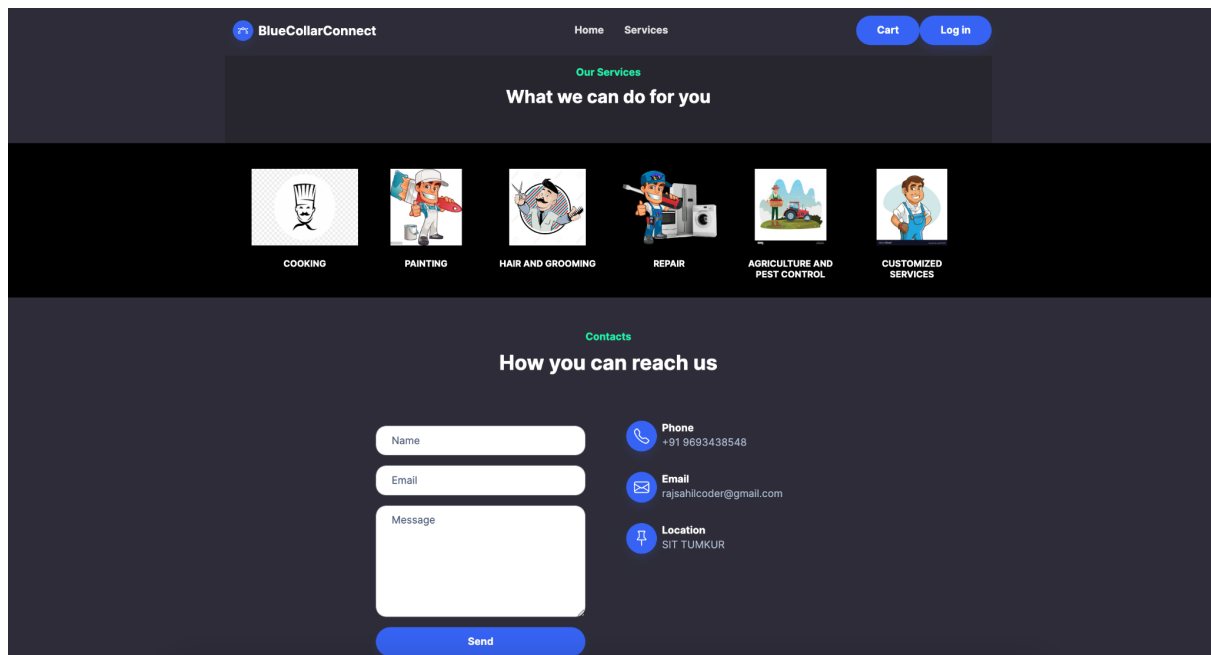 BlueCollarConnect
Home
Services
Cart
Log in
Our Services
What we can do for you
COOKING
PAINTING
HAIR AND GROOMING
REPAIR
AGRICULTURE AND
PEST CONTROL
CUSTOMIZED
SERVICES
Contacts
How you can reach us
Name
Email
Message
Send
Phone
+91 9693438548
Email
rajsahilcoder@gmail.com
Location
SIT TUMKUR